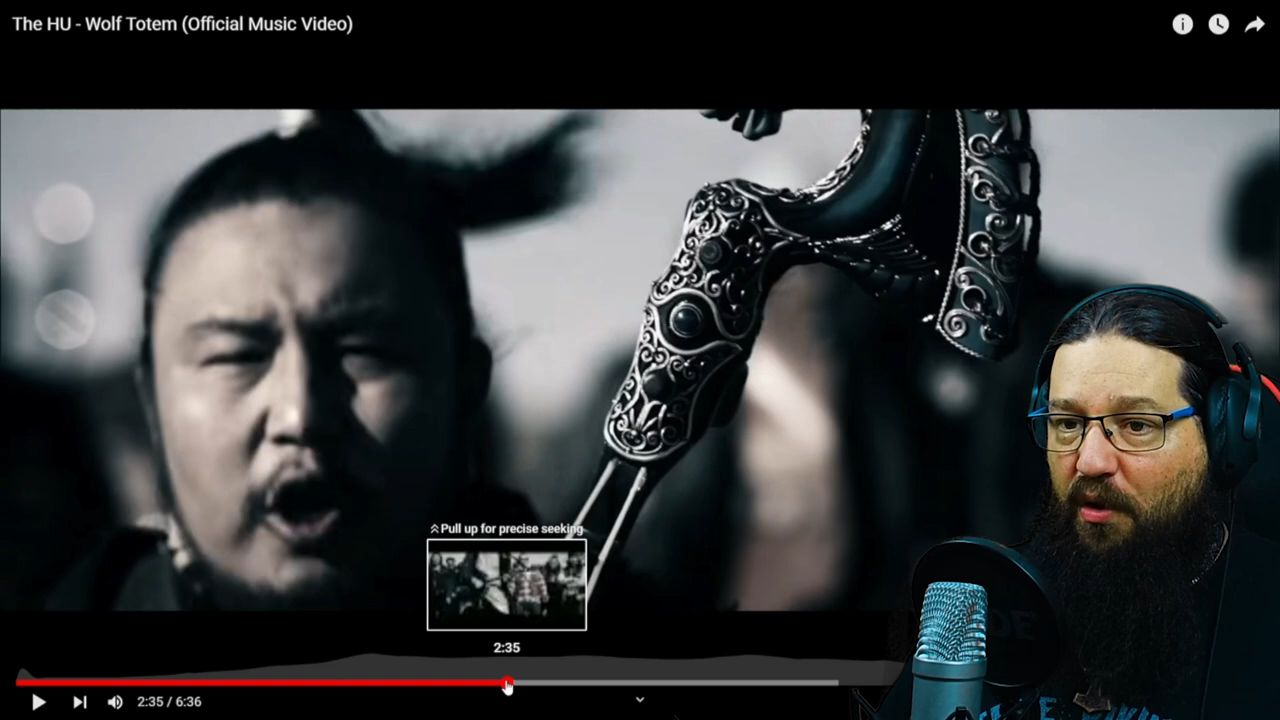 The HU - Wolf Totem (Official Music Video)
Pull up for precise seeking
2:35
2:35 / 6:36